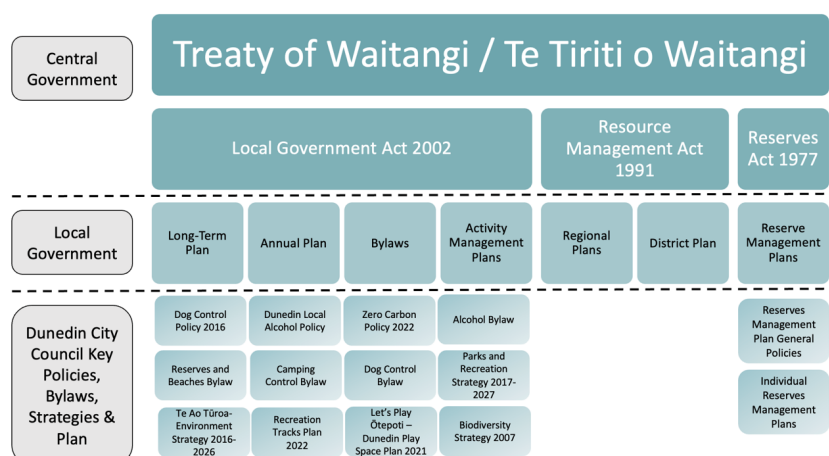 Central
Government
Treaty of Waitangi / Te Tiriti o Waitangi
Local Government Act 2002
Resource
Management Act
1991
Reserves
Act 1977
Local
Government
Long-Term
Plan
Annual Plan
Bylaws
Activity
Management
Plans
Regional
Plans
District Plan
Reserve
Management
Plans
Dunedin City
Council Key
Policies,
Bylaws,
Strategies &
Plan
Dog Control
Policy 2016
Dunedin Local
Alcohol Policy
Zero Carbon
Policy 2022
Alcohol Bylaw
Reserves
Management
Plan General
Policies
Reserves and
Beaches Bylaw
Camping
Control Bylaw
Dog Control
Bylaw
Parks and
Recreation
Strategy 2017-
2027
Individual
Reserves
Management
Plans
Te Ao Tūroa-
Environment
Strategy 2016-
2026
Recreation
Tracks Plan
2022
Let's Play
Ōtepoti –
Dunedin Play
Space Plan 2021
Biodiversity
Strategy 2007